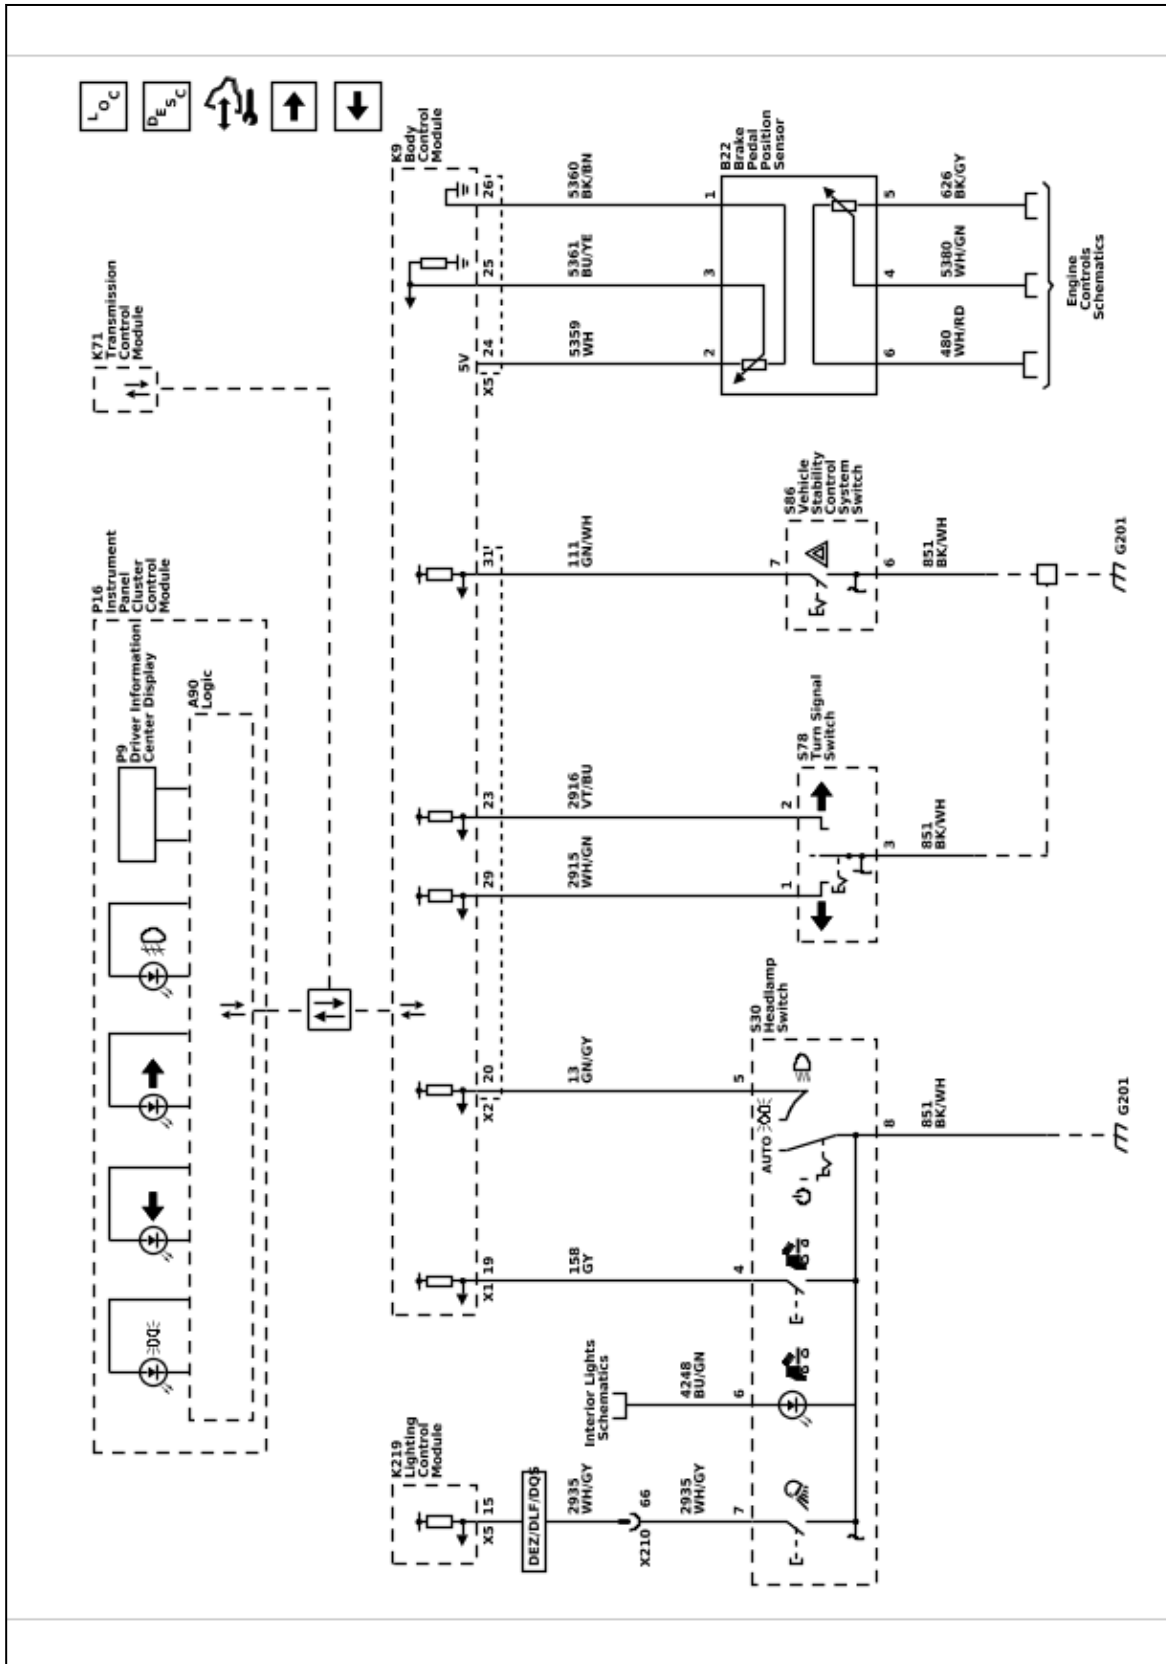 P16
Instrument
Panel
Cluster
Control
Module
P9
Driver Information
Center Display
A90
Logic
K71
Transmission
Control
Module
LOC
DESC
K219
Lighting
Control
Module
K9
Body
Control
Module
5V
X5
15
X1
19
X2
20
29
23
31
X5
24
25
26
DEZ/DLF/DQS
2935
WH/GY
X210
66
2935
WH/GY
Interior Lights
Schematics
4248
BU/GN
158
GY
13
GN/GY
2915
WH/GN
2916
VT/BU
111
GN/WH
5359
WH
5361
BU/YE
5360
BK/BN
7
6
4
5
S30
Headlamp
Switch
AUTO
8
851
BK/WH
G201
1
2
S78
Turn Signal
Switch
3
851
BK/WH
7
S86
Vehicle
Stability
Control
System
Switch
6
851
BK/WH
G201
2
3
1
B22
Brake
Pedal
Position
Sensor
6
4
5
480
WH/RD
5380
WH/GN
626
BK/GY
Engine
Controls
Schematics